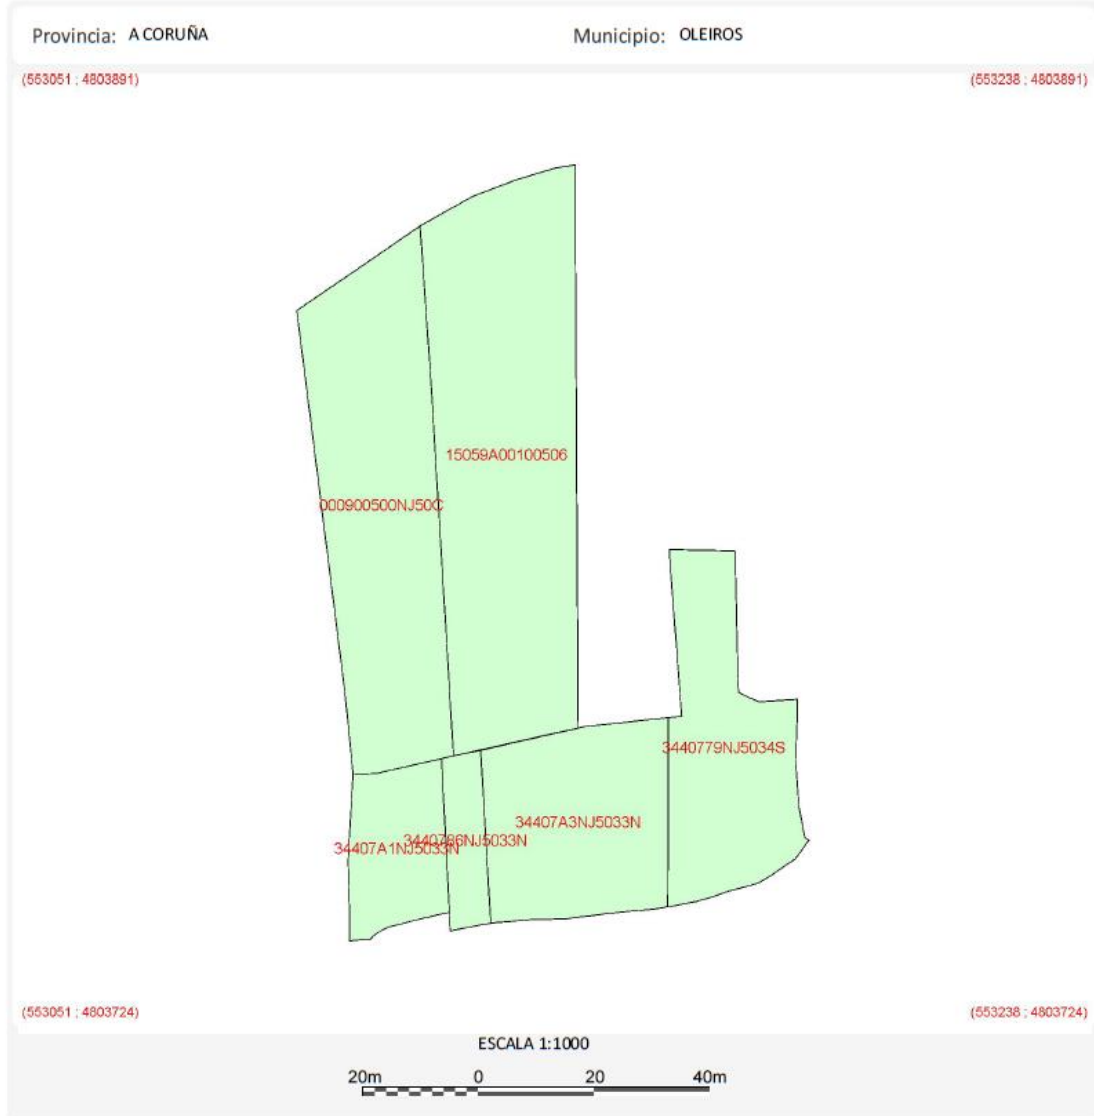 Provincia: A CORUÑA Municipio: OLEIROS
(553051 ; 4803891) (553238 ; 4803891)
15059A00100506
000900500NJ50C
3440779NJ5034S
34407A3NJ5033N
3440786NJ5033N
34407A1NJ5033N
(553051 ; 4803724) (553238 ; 4803724)
ESCALA 1:1000
20m 0 20 40m